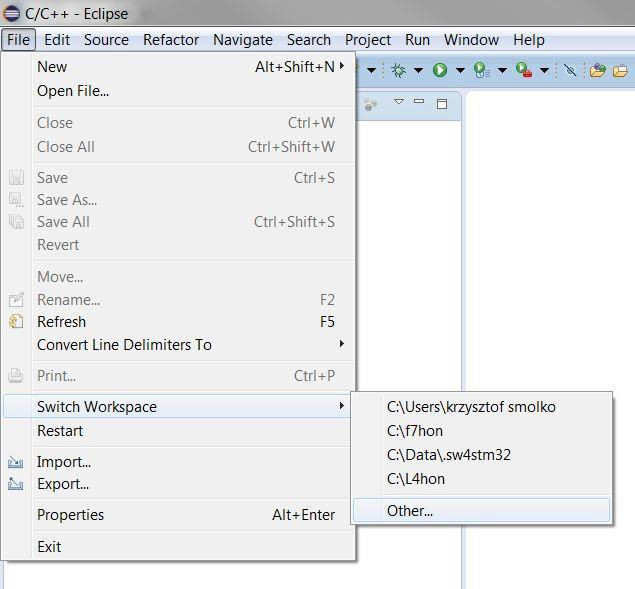 C/C++ - Eclipse
File Edit Source Refactor Navigate Search Project Run Window Help
New Alt+Shift+N
Open File...
Close Ctrl+W
Close All Ctrl+Shift+W
Save Ctrl+S
Save As...
Save All Ctrl+Shift+S
Revert
Move...
Rename... F2
Refresh F5
Convert Line Delimiters To
Print... Ctrl+P
Switch Workspace
Restart
Import...
Export...
Properties Alt+Enter
Exit
C:\Users\krzysztof smolko
C:\f7hon
C:\Data\.sw4stm32
C:\L4hon
Other...